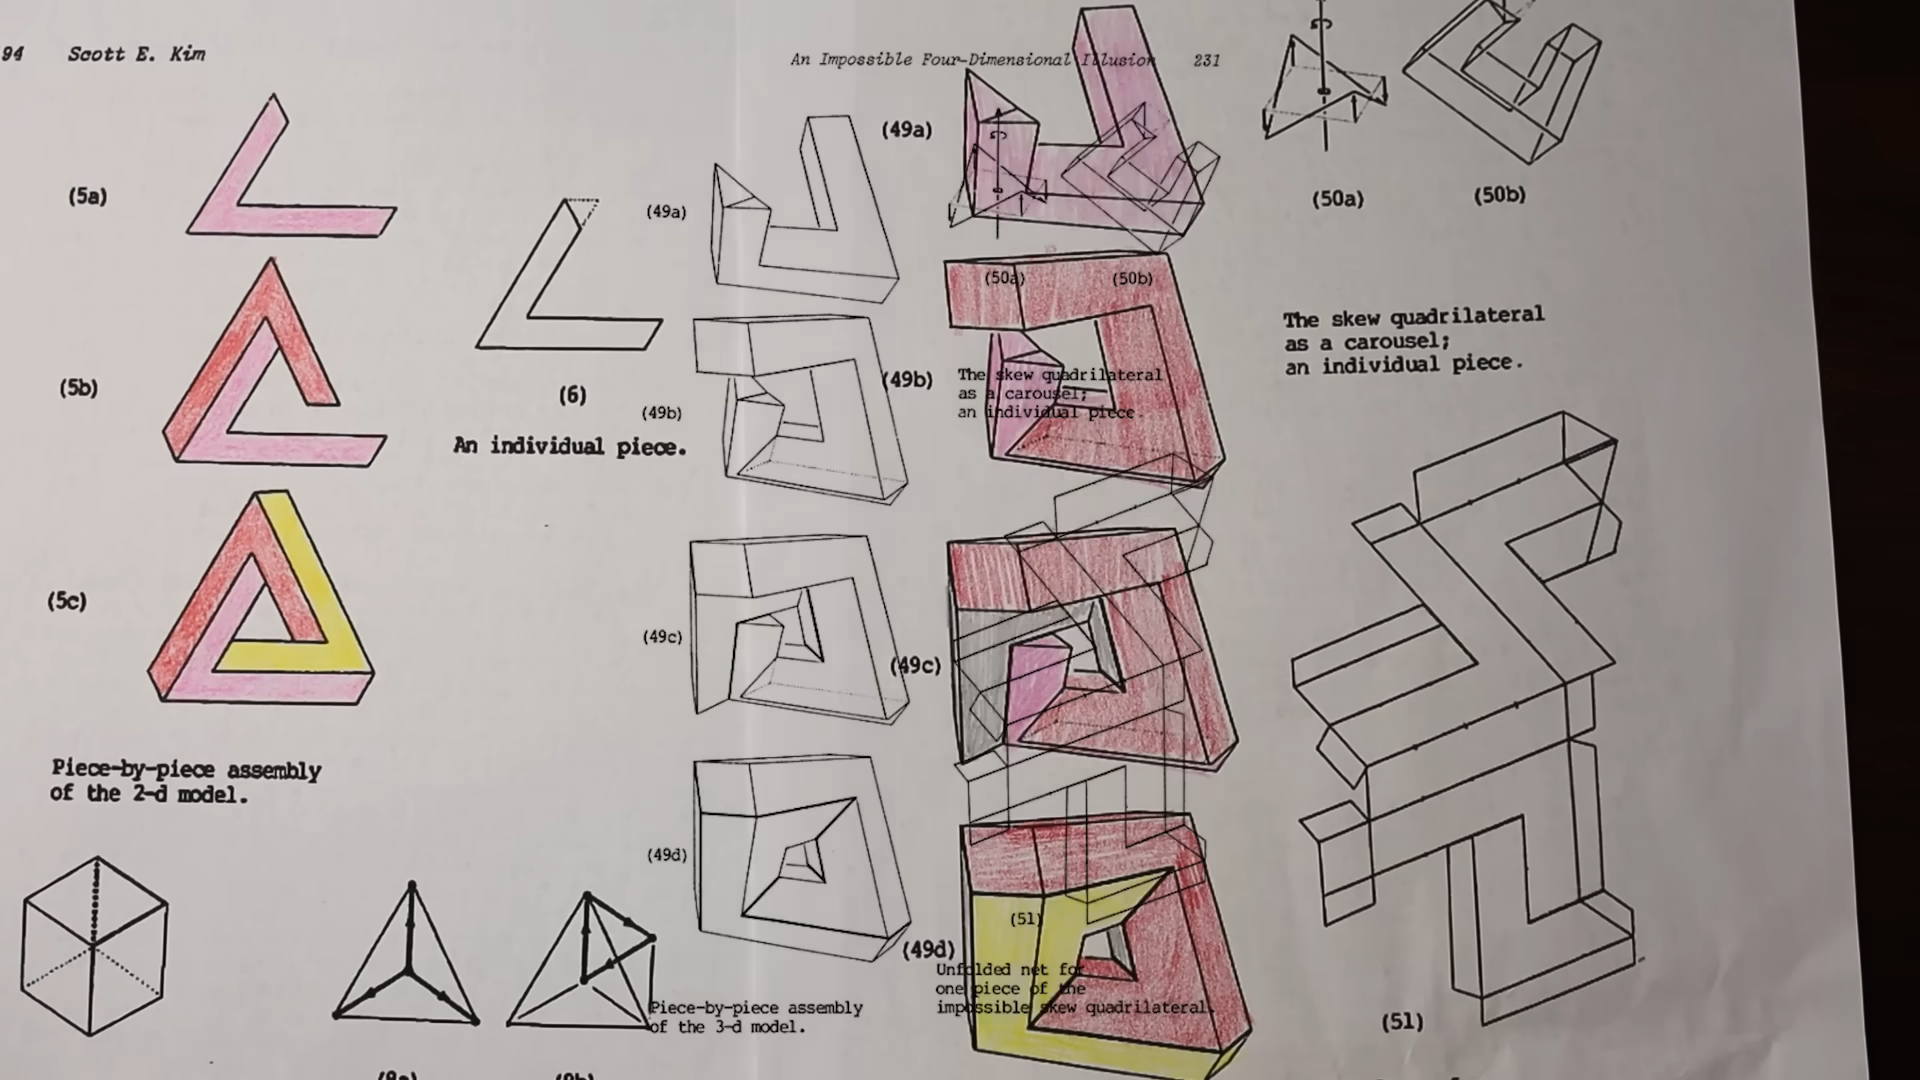 94 Scott E. Kim
An Impossible Four-Dimensional Illusion 231
(5a)
(5b)
(5c)
Piece-by-piece assembly
of the 2-d model.
(6)
An individual piece.
(49a)
(49b)
(49c)
(49d)
Piece-by-piece assembly
of the 3-d model.
(49a)
(49b)
(49c)
(49d)
(50a) (50b)
The skew quadrilateral
as a carousel;
an individual piece.
(51)
Unfolded net for
one piece of the
impossible skew quadrilateral.
(50a) (50b)
The skew quadrilateral
as a carousel;
an individual piece.
(51)